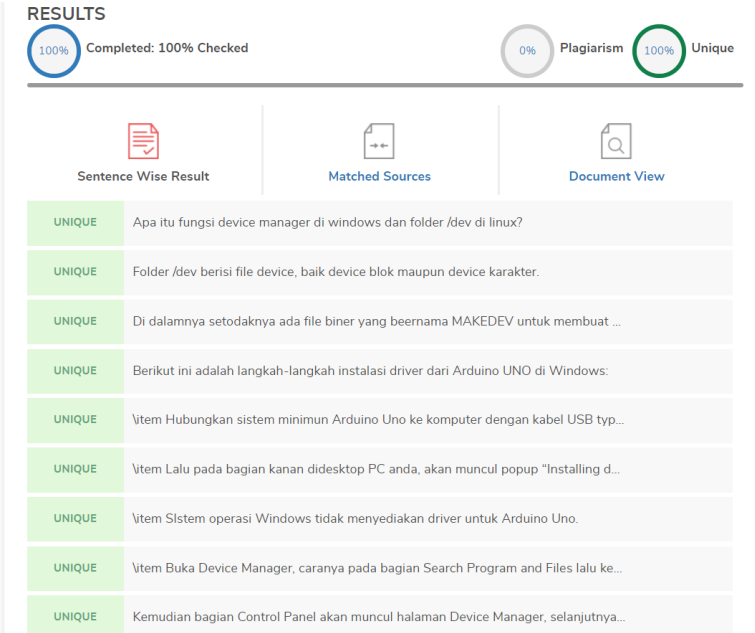 RESULTS
100% Completed: 100% Checked 0% Plagiarism 100% Unique
Sentence Wise Result Matched Sources Document View
UNIQUE Apa itu fungsi device manager di windows dan folder /dev di linux?
UNIQUE Folder /dev berisi file device, baik device blok maupun device karakter.
UNIQUE Di dalamnya setodaknya ada file biner yang beernama MAKEDEV untuk membuat ...
UNIQUE Berikut ini adalah langkah-langkah instalasi driver dari Arduino UNO di Windows:
UNIQUE \item Hubungkan sistem minimun Arduino Uno ke komputer dengan kabel USB typ...
UNIQUE \item Lalu pada bagian kanan didesktop PC anda, akan muncul popup “Installing d...
UNIQUE \item SIstem operasi Windows tidak menyediakan driver untuk Arduino Uno.
UNIQUE \item Buka Device Manager, caranya pada bagian Search Program and Files lalu ke...
UNIQUE Kemudian bagian Control Panel akan muncul halaman Device Manager, selanjutnya...